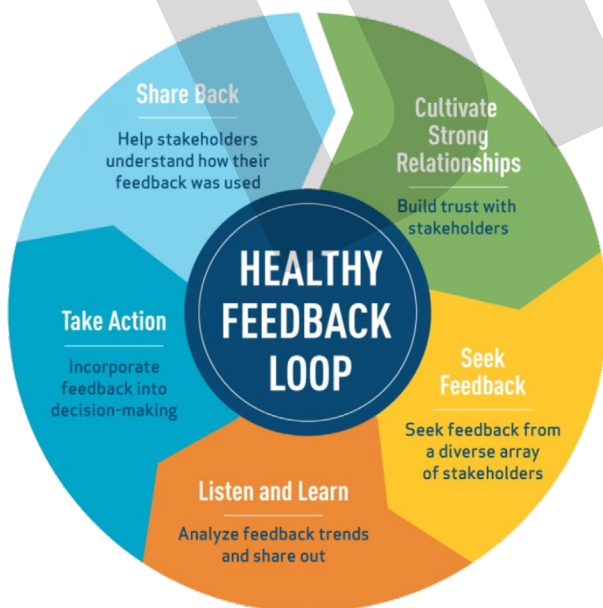 HEALTHY
FEEDBACK
LOOP
Cultivate
Strong
Relationships
Build trust with
stakeholders
Seek
Feedback
Seek feedback from
a diverse array
of stakeholders
Listen and Learn
Analyze feedback trends
and share out
Take Action
Incorporate
feedback into
decision-making
Share Back
Help stakeholders
understand how their
feedback was used